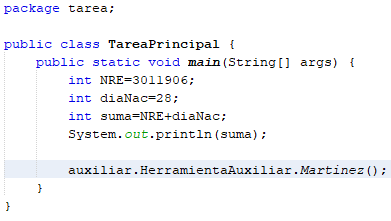 package tarea;
public class TareaPrincipal {
public static void main(String[] args) {
int NRE=3011906;
int diaNac=28;
int suma=NRE+diaNac;
System.out.println(suma);
auxiliar.HerramientaAuxiliar.Martinez();
}
}